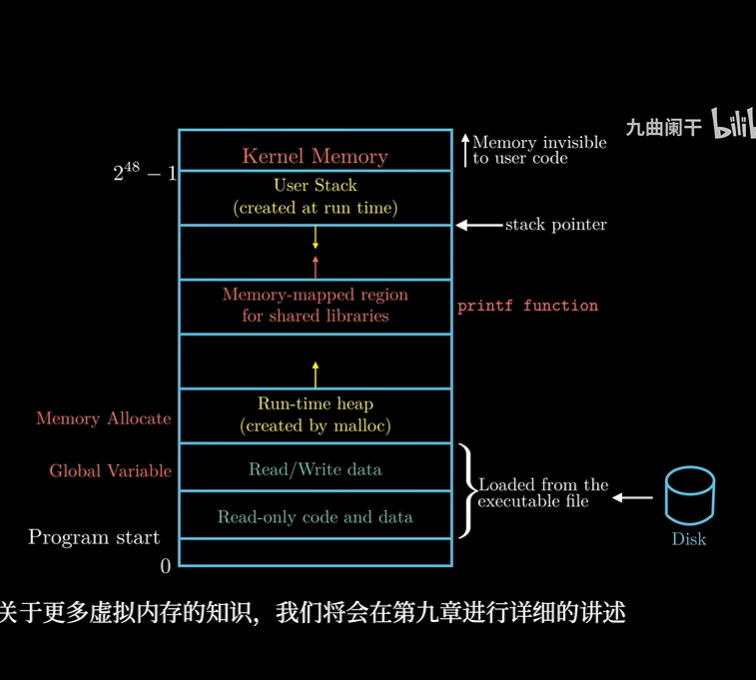 九曲阑干 bilib
Kernel Memory
Memory invisible
to user code
2^48 − 1
User Stack
(created at run time)
stack pointer
Memory-mapped region
for shared libraries
printf function
Run-time heap
(created by malloc)
Memory Allocate
Global Variable
Read/Write data
Loaded from the
executable file
Read-only code and data
Program start
Disk
0
关于更多虚拟内存的知识，我们将会在第九章进行详细的讲述